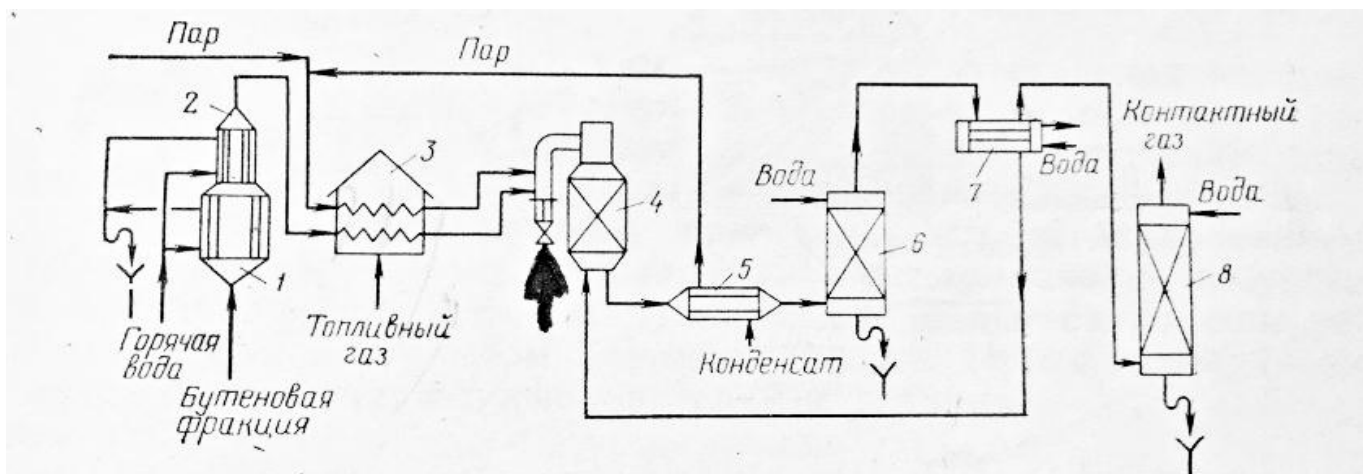 Пар
Пар
2
3
4
1
Горячая
вода
Бутеновая
фракция
Топливный
газ
5
Конденсат
Вода
6
7
Вода
Контактный
газ
Вода
8